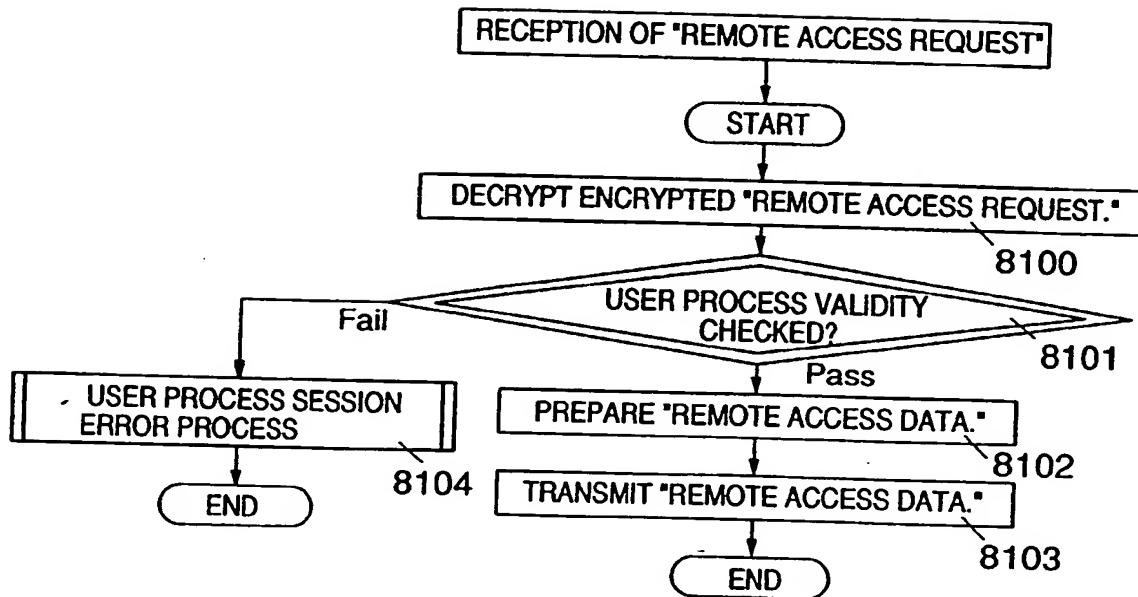 RECEPTION OF "REMOTE ACCESS REQUEST"
START
DECRYPT ENCRYPTED "REMOTE ACCESS REQUEST."
8100
USER PROCESS VALIDITY
CHECKED?
8101
Fail
Pass
USER PROCESS SESSION
ERROR PROCESS
8104
END
PREPARE "REMOTE ACCESS DATA."
8102
TRANSMIT "REMOTE ACCESS DATA."
8103
END